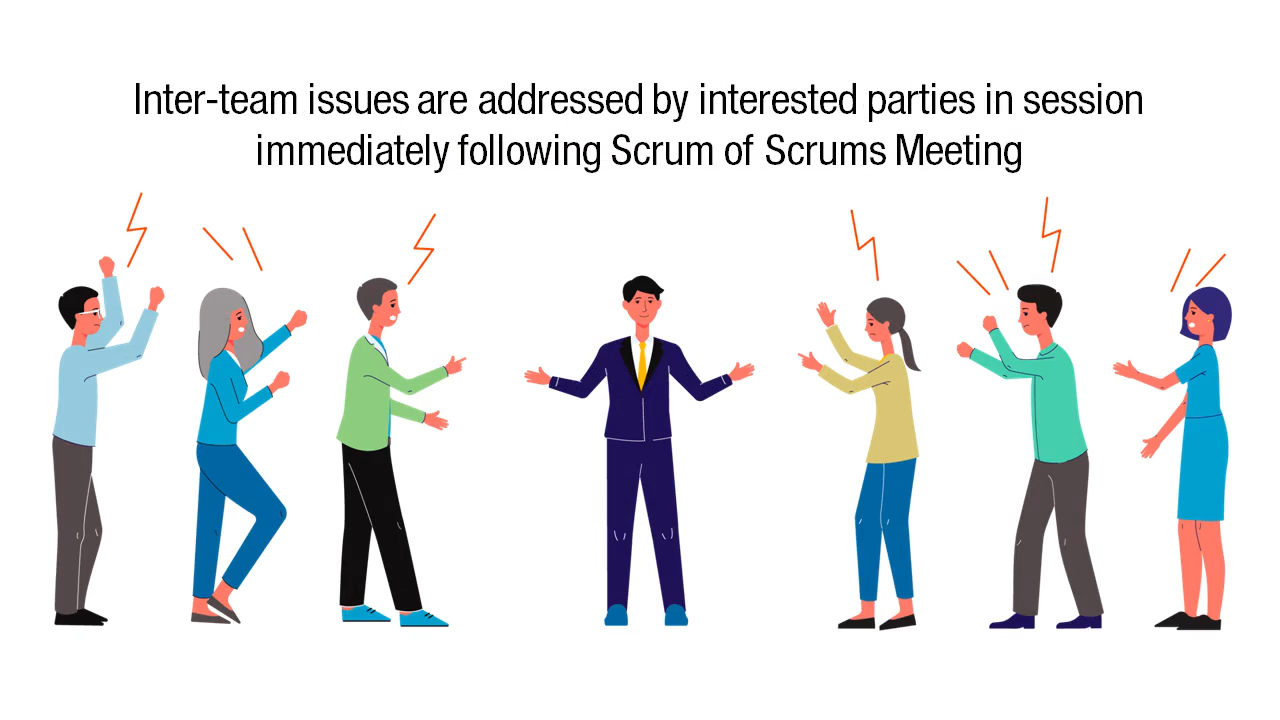 Inter-team issues are addressed by interested parties in session
immediately following Scrum of Scrums Meeting